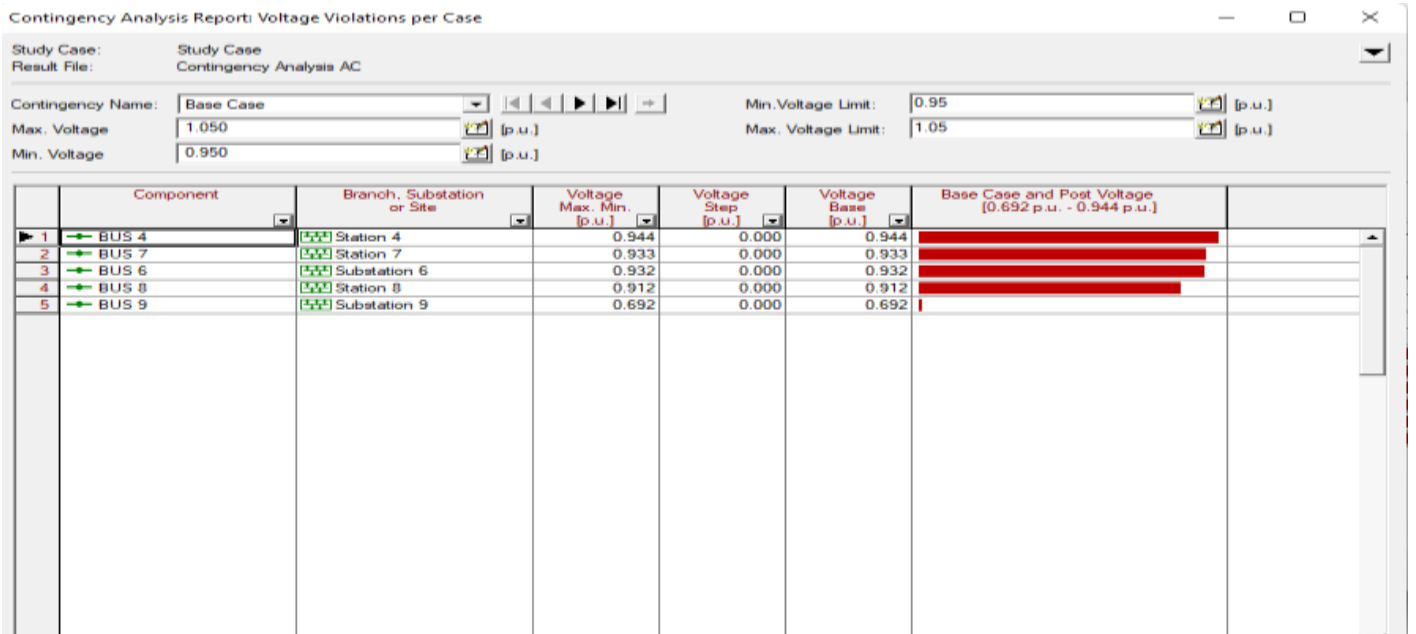 Contingency Analysis Report: Voltage Violations per Case
Study Case: Study Case
Result File: Contingency Analysis AC
Contingency Name: Base Case Min.Voltage Limit: 0.95 [p.u.]
Max. Voltage 1.050 [p.u.] Max. Voltage Limit: 1.05 [p.u.]
Min. Voltage 0.950 [p.u.]
Component Branch, Substation or Site Voltage Max. Min. [p.u.] Voltage Step [p.u.] Voltage Base [p.u.] Base Case and Post Voltage [0.692 p.u. - 0.944 p.u.]
1 BUS 4 Station 4 0.944 0.000 0.944
2 BUS 7 Station 7 0.933 0.000 0.933
3 BUS 6 Substation 6 0.932 0.000 0.932
4 BUS 8 Station 8 0.912 0.000 0.912
5 BUS 9 Substation 9 0.692 0.000 0.692